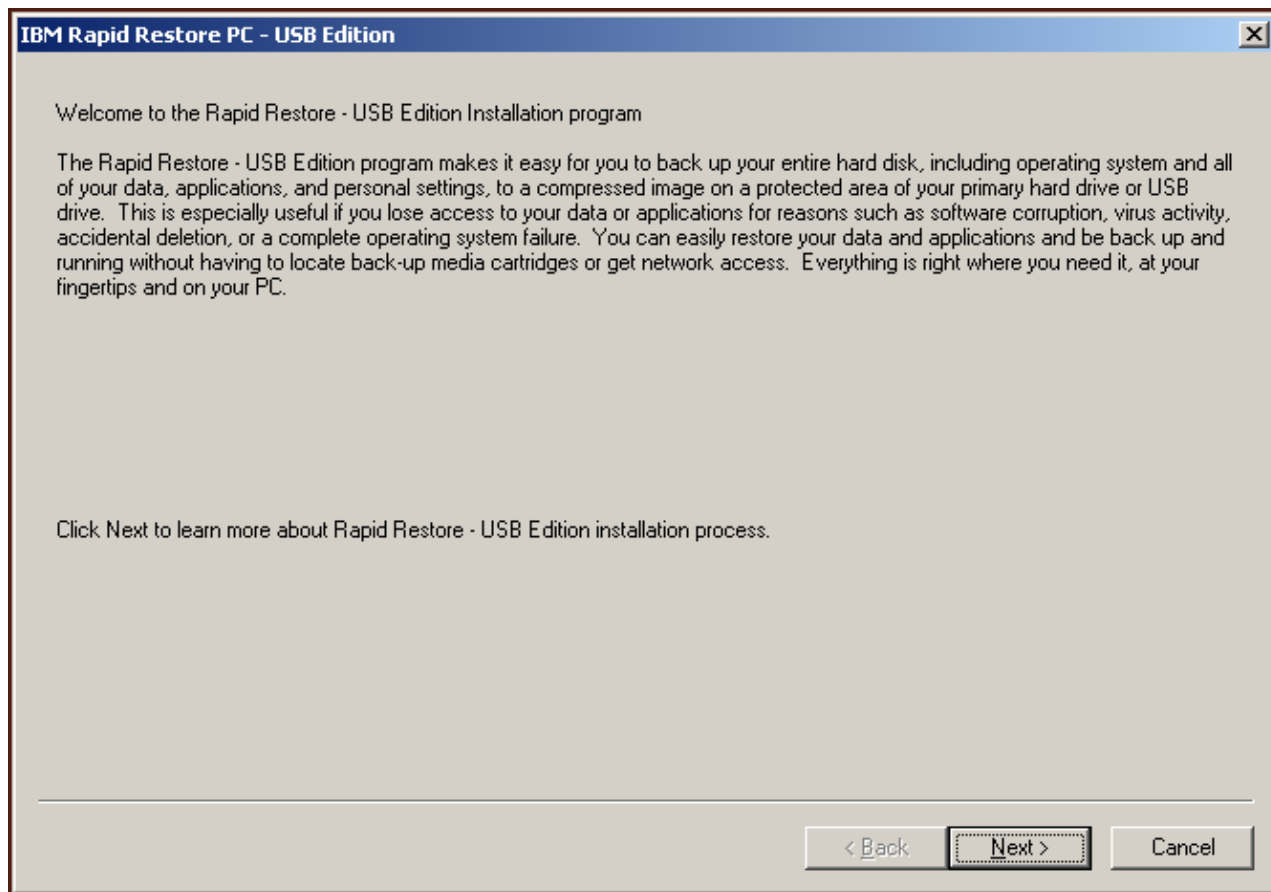 IBM Rapid Restore PC - USB Edition
Welcome to the Rapid Restore - USB Edition Installation program
The Rapid Restore - USB Edition program makes it easy for you to back up your entire hard disk, including operating system and all
of your data, applications, and personal settings, to a compressed image on a protected area of your primary hard drive or USB
drive.  This is especially useful if you lose access to your data or applications for reasons such as software corruption, virus activity,
accidental deletion, or a complete operating system failure.  You can easily restore your data and applications and be back up and
running without having to locate back-up media cartridges or get network access.  Everything is right where you need it, at your
fingertips and on your PC.
Click Next to learn more about Rapid Restore - USB Edition installation process.
< Back
Next >
Cancel